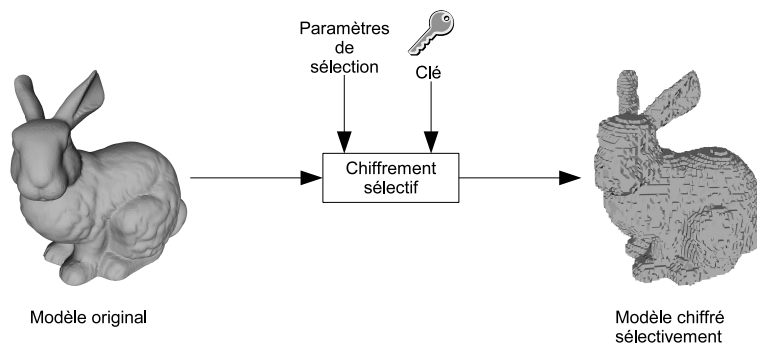 Paramètres
de
sélection
Clé
Chiffrement
sélectif
Modèle original
Modèle chiffré
sélectivement